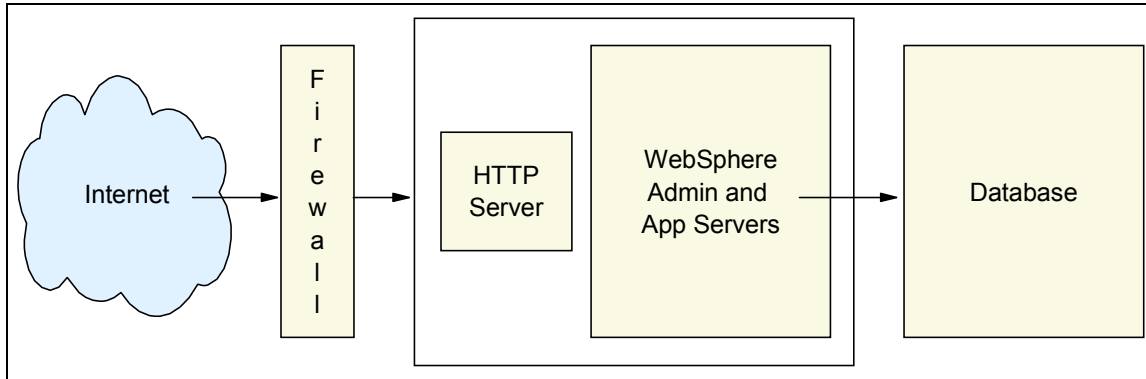 Internet
F
i
r
e
w
a
l
l
HTTP
Server
WebSphere
Admin and
App Servers
Database